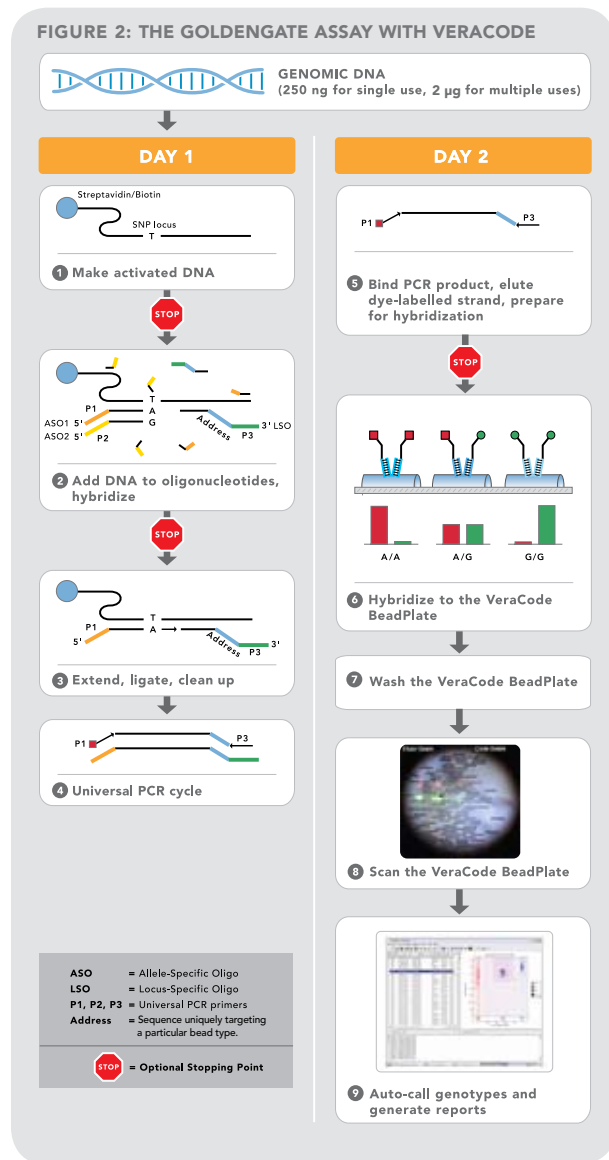 FIGURE 2: THE GOLDENGATE ASSAY WITH VERACODE
GENOMIC DNA
(250 ng for single use, 2 µg for multiple uses)
DAY 1
Streptavidin/Biotin
SNP locus
T
1 Make activated DNA
STOP
T
P1
A
ASO1 5'
G
ASO2 5'
P2
Address
P3
3' LSO
2 Add DNA to oligonucleotides,
hybridize
STOP
T
P1
A
5'
Address
P3
3'
3 Extend, ligate, clean up
P1
P3
4 Universal PCR cycle
ASO = Allele-Specific Oligo
LSO = Locus-Specific Oligo
P1, P2, P3 = Universal PCR primers
Address = Sequence uniquely targeting
a particular bead type.
STOP = Optional Stopping Point
DAY 2
P1
P3
5 Bind PCR product, elute
dye-labelled strand, prepare
for hybridization
STOP
A/A A/G G/G
6 Hybridize to the VeraCode
BeadPlate
7 Wash the VeraCode BeadPlate
8 Scan the VeraCode BeadPlate
9 Auto-call genotypes and
generate reports